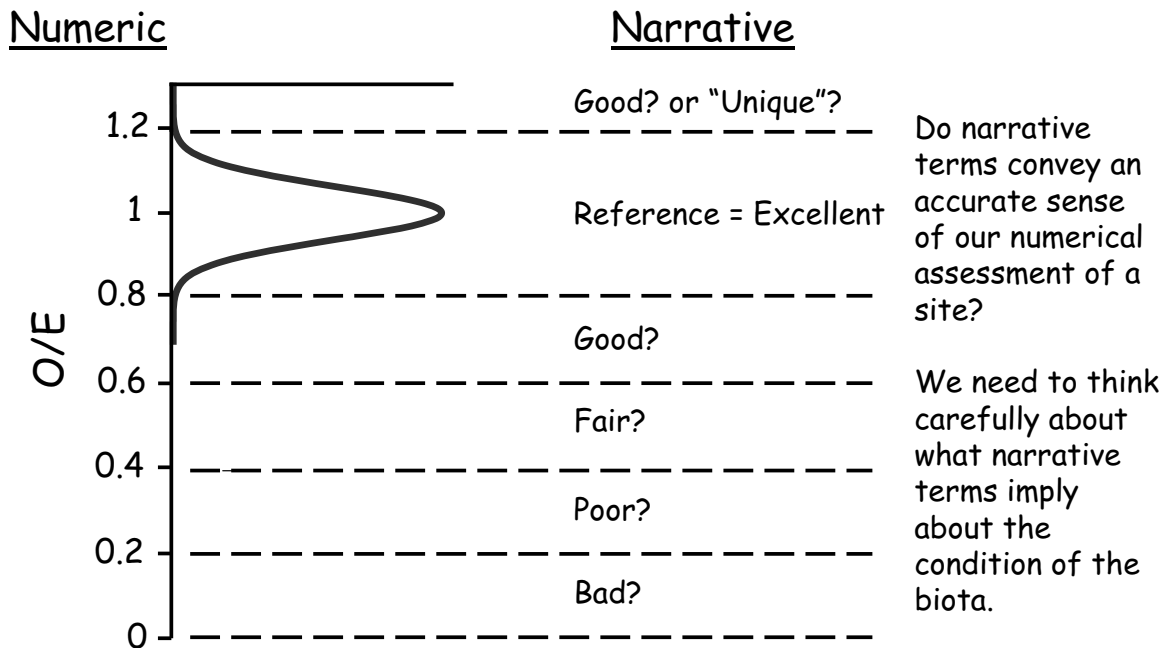 Numeric
Narrative
Good? or “Unique”?
1.2
1
Reference = Excellent
0.8
O/E
Good?
0.6
Fair?
0.4
Poor?
0.2
Bad?
0
Do narrative
terms convey an
accurate sense
of our numerical
assessment of a
site?
We need to think
carefully about
what narrative
terms imply
about the
condition of the
biota.